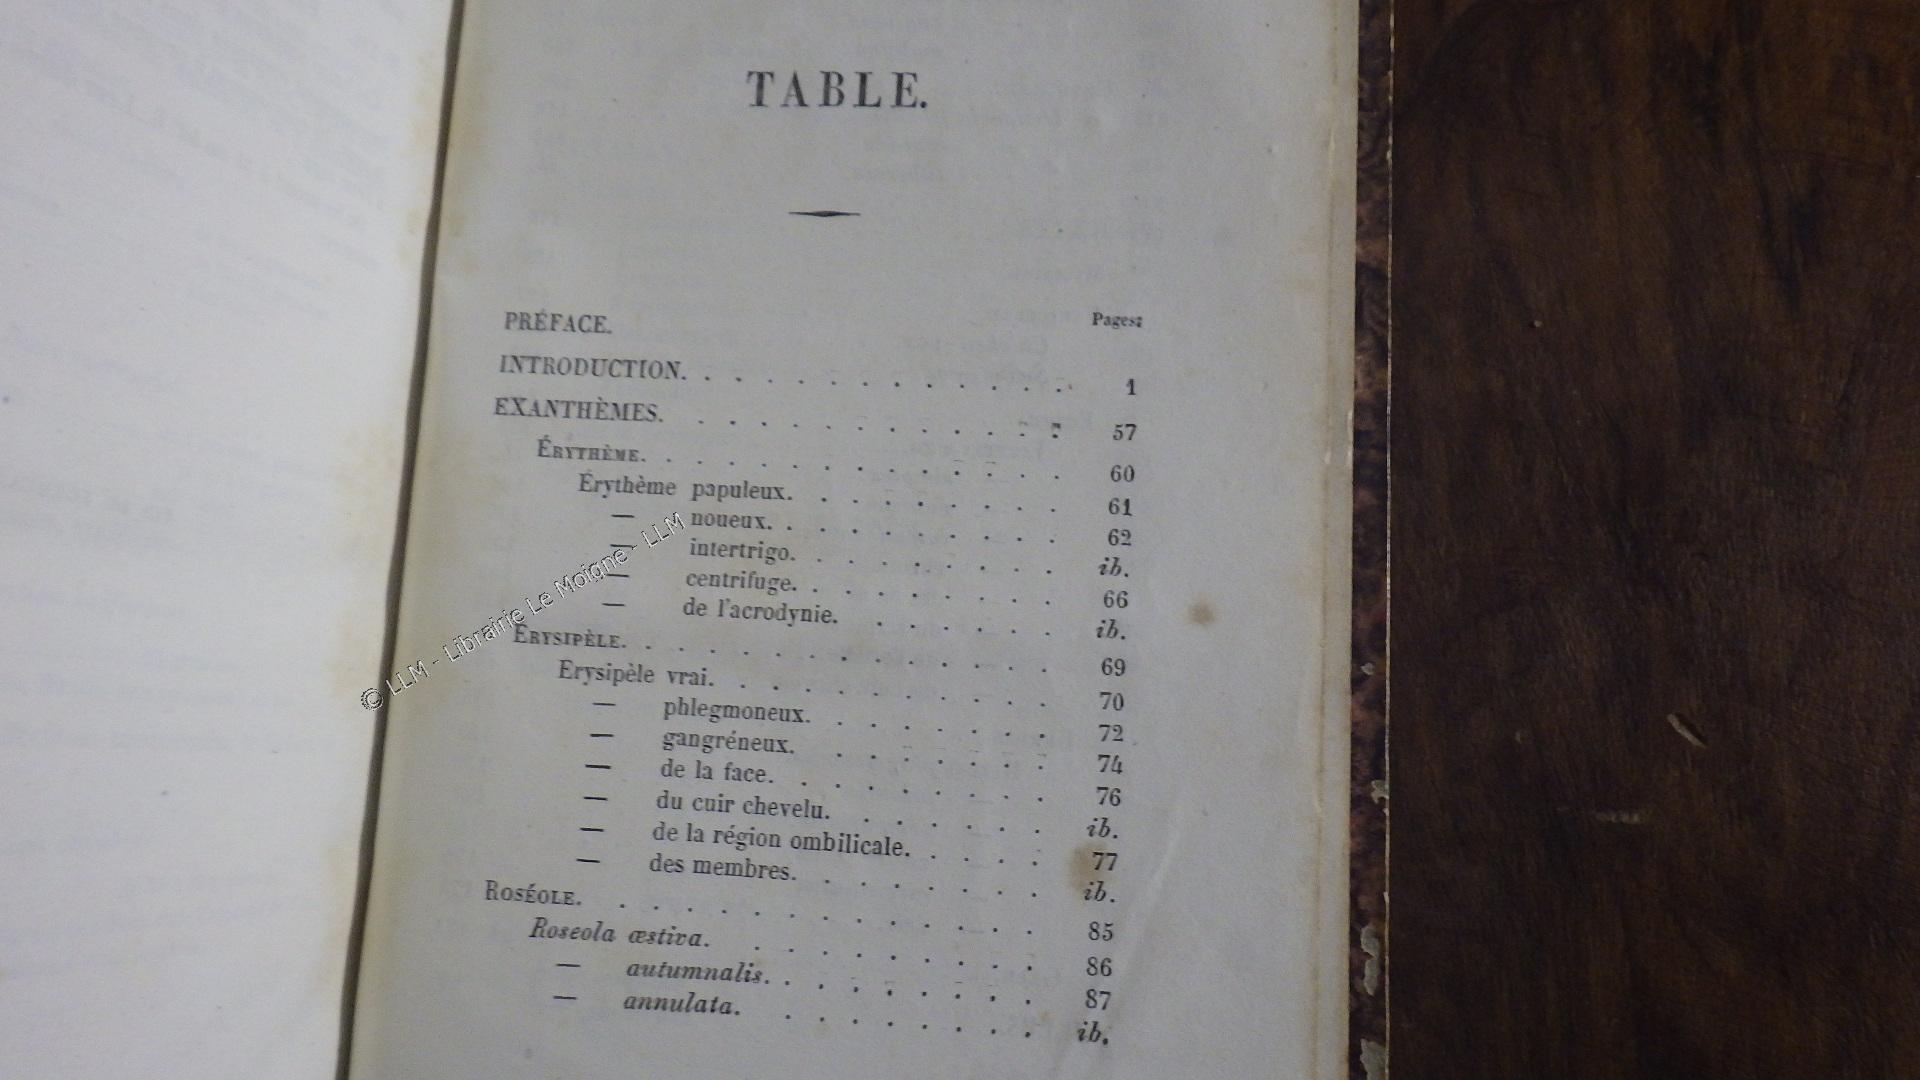 TABLE.
Pages:
PRÉFACE.
INTRODUCTION. . . . . . . . . . . . . 1
EXANTHÈMES. . . . . . . . . . . . . 57
ÉRYTHÈME. . . . . . . . . . . . . . 60
Érythème papuleux. . . . . . . . . 61
— noueux. . . . . . . . . . 62
— intertrigo. . . . . . . . . ib.
— centrifuge. . . . . . . . . 66
— de l'acrodynie. . . . . . . ib.
ERYSIPÈLE. . . . . . . . . . . . . . 69
Erysipèle vrai. . . . . . . . . . . 70
— phlegmoneux. . . . . . . . 72
— gangréneux. . . . . . . . 74
— de la face. . . . . . . . . 76
— du cuir chevelu. . . . . . . ib.
— de la région ombilicale. . . . . 77
— des membres. . . . . . . . ib.
ROSÉOLE. . . . . . . . . . . . . . 85
Roseola æstiva. . . . . . . . . . 86
— autumnalis. . . . . . . . . 87
— annulata. . . . . . . . . ib.
© LLM - Librairie Le Moigne - LLM